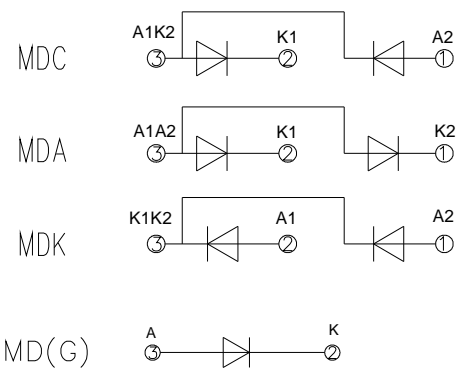 A1K2 K1 A2
MDC ③ ② ①
A1A2 K1 K2
MDA ③ ② ①
K1K2 A1 A2
MDK ③ ② ①
A K
MD(G) ③ ②